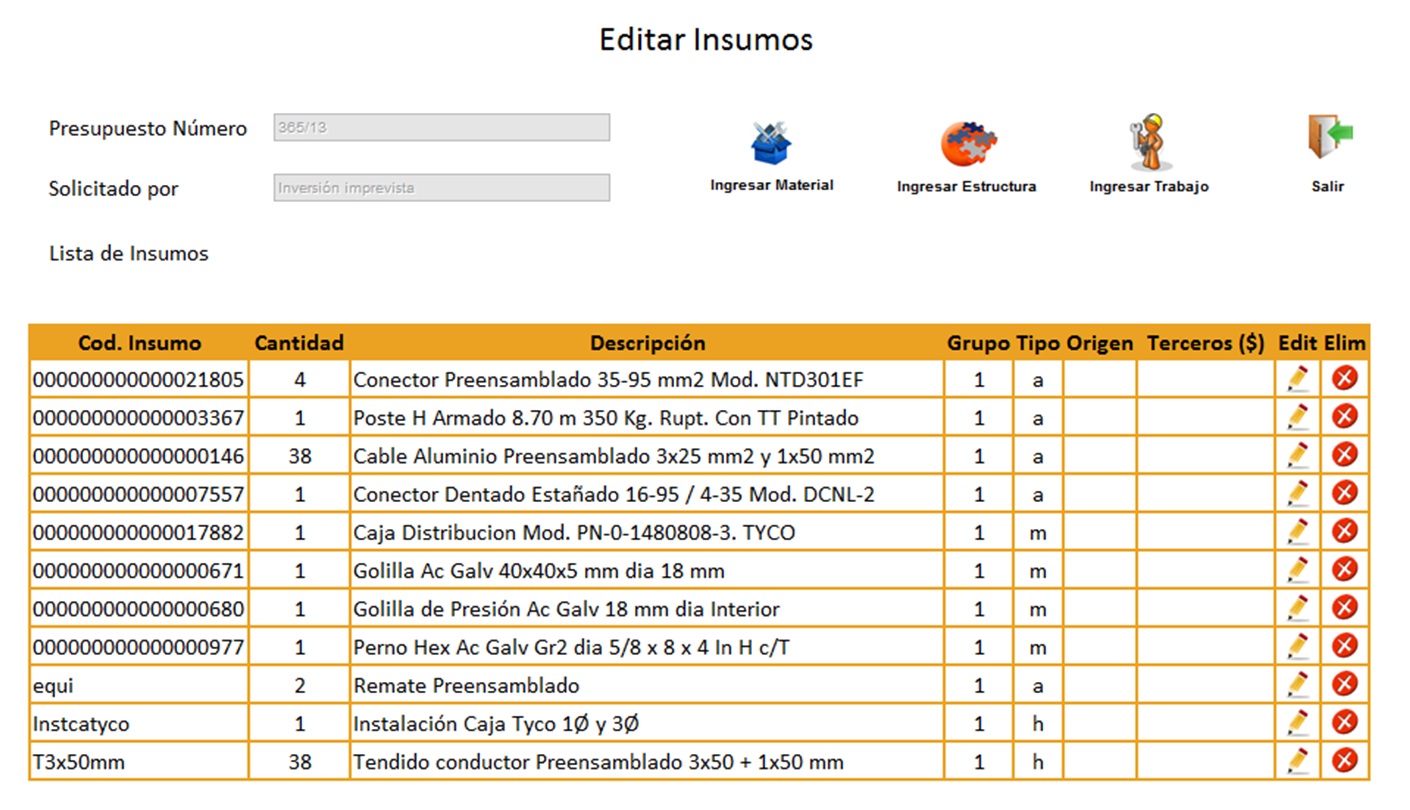 Editar Insumos
Presupuesto Número 365/13
Solicitado por Inversión imprevista
Ingresar Material Ingresar Estructura Ingresar Trabajo Salir
Lista de Insumos
Cod. Insumo Cantidad Descripción Grupo Tipo Origen Terceros ($) Edit Elim
000000000000021805 4 Conector Preensamblado 35-95 mm2 Mod. NTD301EF 1 a
000000000000003367 1 Poste H Armado 8.70 m 350 Kg. Rupt. Con TT Pintado 1 a
000000000000000146 38 Cable Aluminio Preensamblado 3x25 mm2 y 1x50 mm2 1 a
000000000000007557 1 Conector Dentado Estañado 16-95 / 4-35 Mod. DCNL-2 1 a
000000000000017882 1 Caja Distribucion Mod. PN-0-1480808-3. TYCO 1 m
000000000000000671 1 Golilla Ac Galv 40x40x5 mm dia 18 mm 1 m
000000000000000680 1 Golilla de Presión Ac Galv 18 mm dia Interior 1 m
000000000000000977 1 Perno Hex Ac Galv Gr2 dia 5/8 x 8 x 4 In H c/T 1 m
equi 2 Remate Preensamblado 1 a
Instcatyco 1 Instalación Caja Tyco 1Ø y 3Ø 1 h
T3x50mm 38 Tendido conductor Preensamblado 3x50 + 1x50 mm 1 h